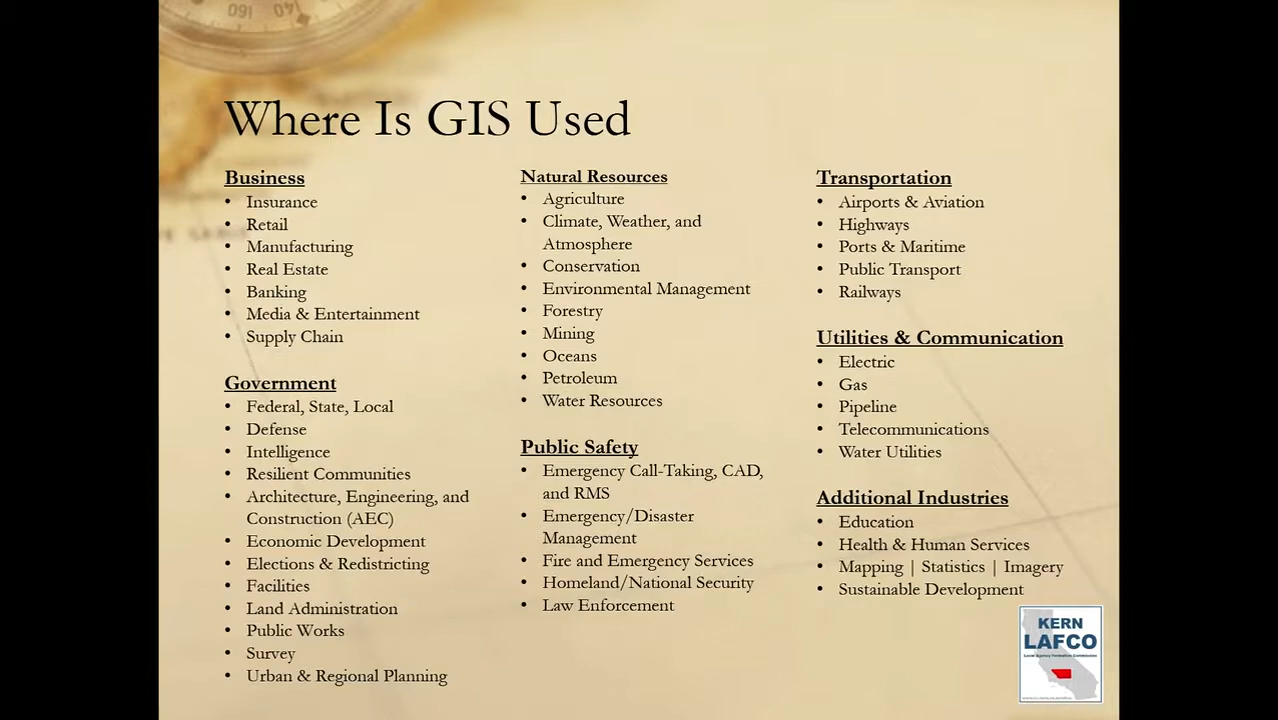 Where Is GIS Used
Business
• Insurance
• Retail
• Manufacturing
• Real Estate
• Banking
• Media & Entertainment
• Supply Chain
Government
• Federal, State, Local
• Defense
• Intelligence
• Resilient Communities
• Architecture, Engineering, and
Construction (AEC)
• Economic Development
• Elections & Redistricting
• Facilities
• Land Administration
• Public Works
• Survey
• Urban & Regional Planning
Natural Resources
• Agriculture
• Climate, Weather, and
Atmosphere
• Conservation
• Environmental Management
• Forestry
• Mining
• Oceans
• Petroleum
• Water Resources
Public Safety
• Emergency Call-Taking, CAD,
and RMS
• Emergency/Disaster
Management
• Fire and Emergency Services
• Homeland/National Security
• Law Enforcement
Transportation
• Airports & Aviation
• Highways
• Ports & Maritime
• Public Transport
• Railways
Utilities & Communication
• Electric
• Gas
• Pipeline
• Telecommunications
• Water Utilities
Additional Industries
• Education
• Health & Human Services
• Mapping | Statistics | Imagery
• Sustainable Development
KERN
LAFCO
Local Agency Formation Commission